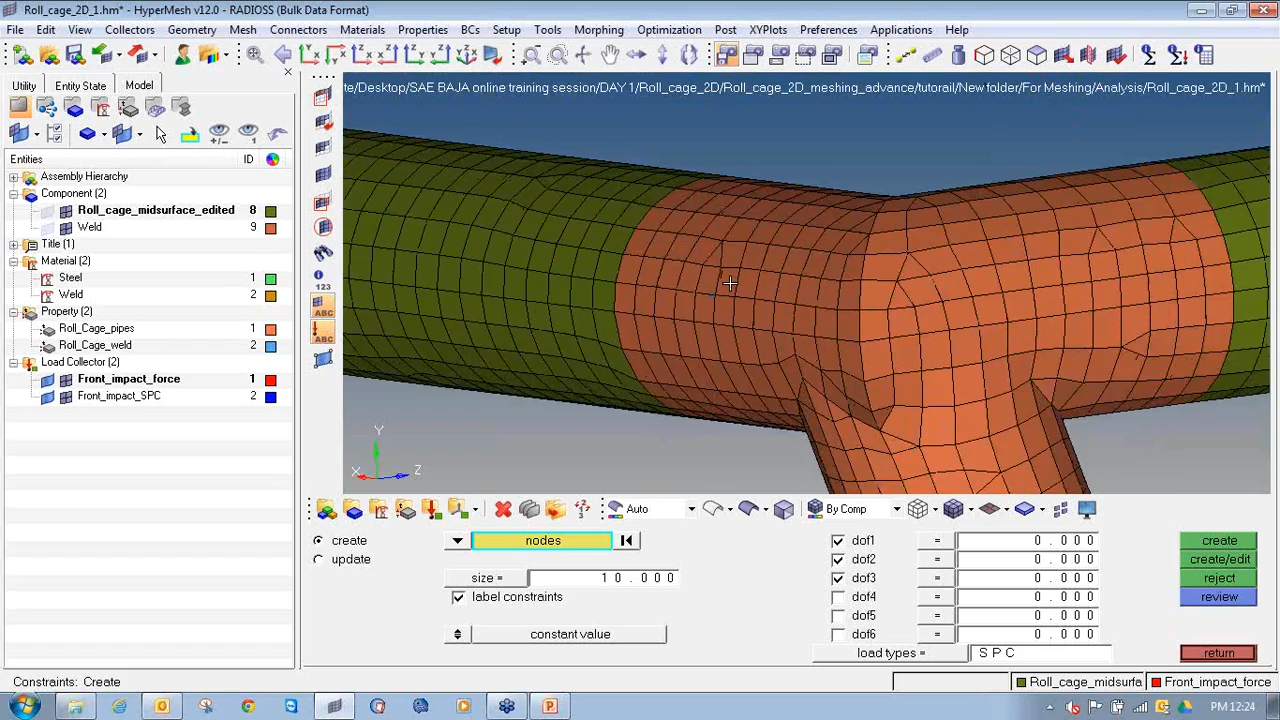 Roll_cage_2D_1.hm* - HyperMesh v12.0 - RADIOSS (Bulk Data Format)
File Edit View Collectors Geometry Mesh Connectors Materials Properties BCs Setup Tools Morphing Optimization Post XYPlots Preferences Applications Help
Utility Entity State Model
te/Desktop/SAE BAJA online training session/DAY 1/Roll_cage_2D/Roll_cage_2D_meshing_advance/tutorail/New folder/For Meshing/Analysis/Roll_cage_2D_1.hm*
Entities ID
Assembly Hierarchy
Component (2)
Roll_cage_midsurface_edited 8
Weld 9
Title (1)
Material (2)
Steel 1
Weld 2
Property (2)
Roll_Cage_pipes 1
Roll_Cage_weld 2
Load Collector (2)
Front_impact_force 1
Front_impact_SPC 2
123
ABC
ABC
Y
X Z
Auto By Comp
create nodes dof1 = 0.000 create
update dof2 = 0.000 create/edit
size = 10.000 dof3 = 0.000 reject
label constraints dof4 = 0.000 review
dof5 = 0.000
constant value dof6 = 0.000
load types = SPC return
Constraints: Create Roll_cage_midsurfa Front_impact_force
PM 12:24